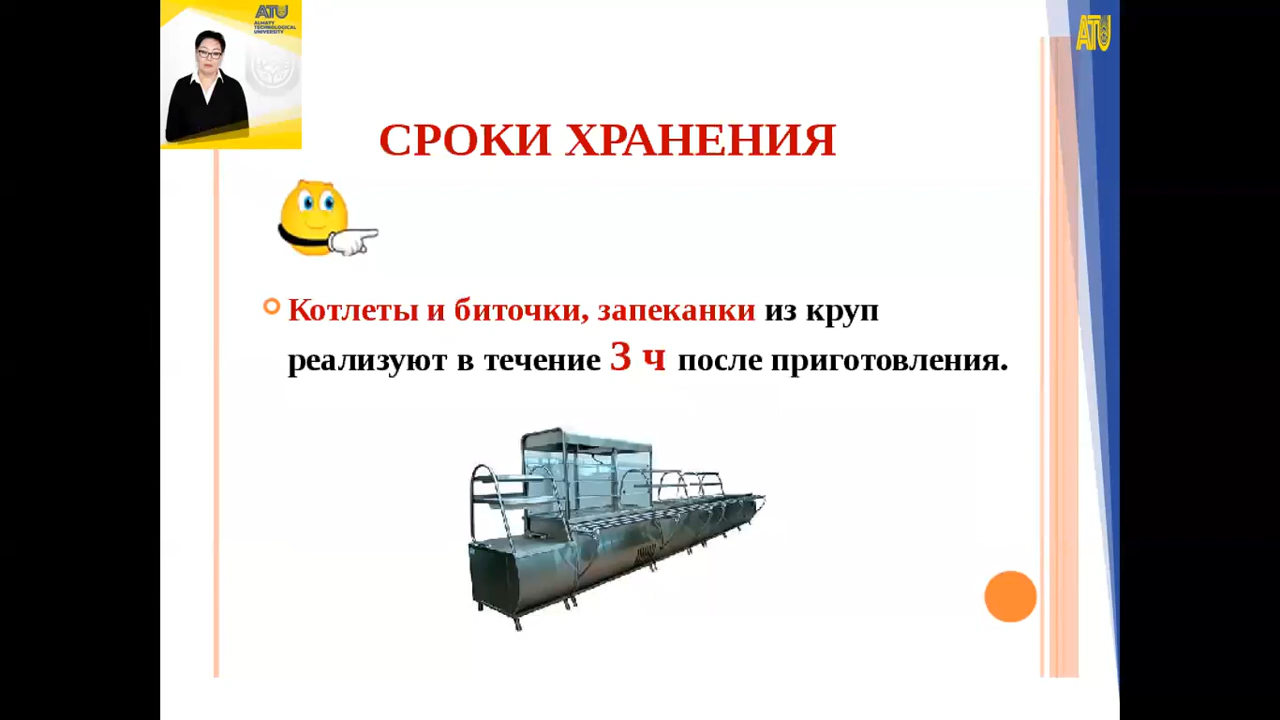 ATU
ALMATY
TECHNOLOGICAL
UNIVERSITY
ATU
СРОКИ ХРАНЕНИЯ
Котлеты и биточки, запеканки из круп
реализуют в течение 3 ч после приготовления.